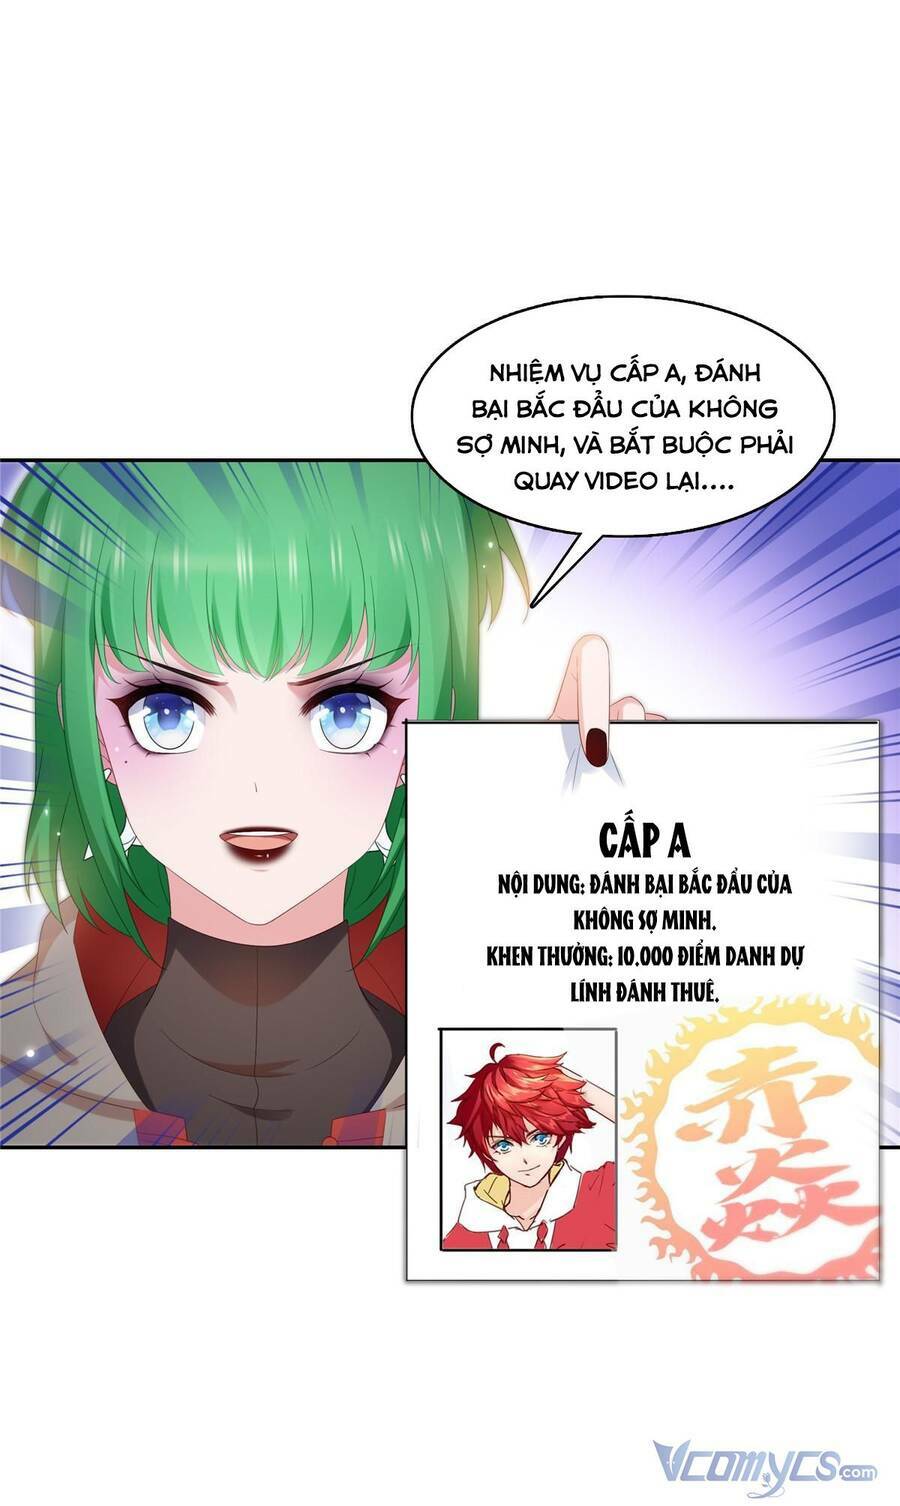 NHIỆM VỤ CẤP A, ĐÁNH
BẠI BẮC ĐẨU CỦA KHÔNG
SỢ MINH, VÀ BẮT BUỘC PHẢI
QUAY VIDEO LẠI....
CẤP A
NỘI DUNG: ĐÁNH BẠI BẮC ĐẨU CỦA
KHÔNG SỢ MINH.
KHEN THƯỞNG: 10.000 ĐIỂM DANH DỰ
LÍNH ĐÁNH THUÊ.
赤
焱
VCOMYCS.com